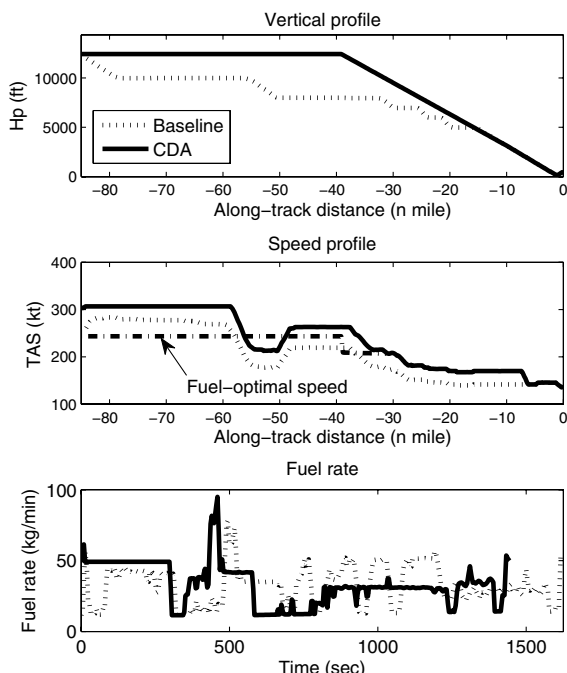 Vertical profile
Hp (ft)
10000
5000
0
Baseline
CDA
−80 −70 −60 −50 −40 −30 −20 −10 0
Along−track distance (n mile)
Speed profile
TAS (kt)
400
300
200
100
Fuel−optimal speed
−80 −70 −60 −50 −40 −30 −20 −10 0
Along−track distance (n mile)
Fuel rate
Fuel rate (kg/min)
100
50
0
0 500 1000 1500
Time (sec)